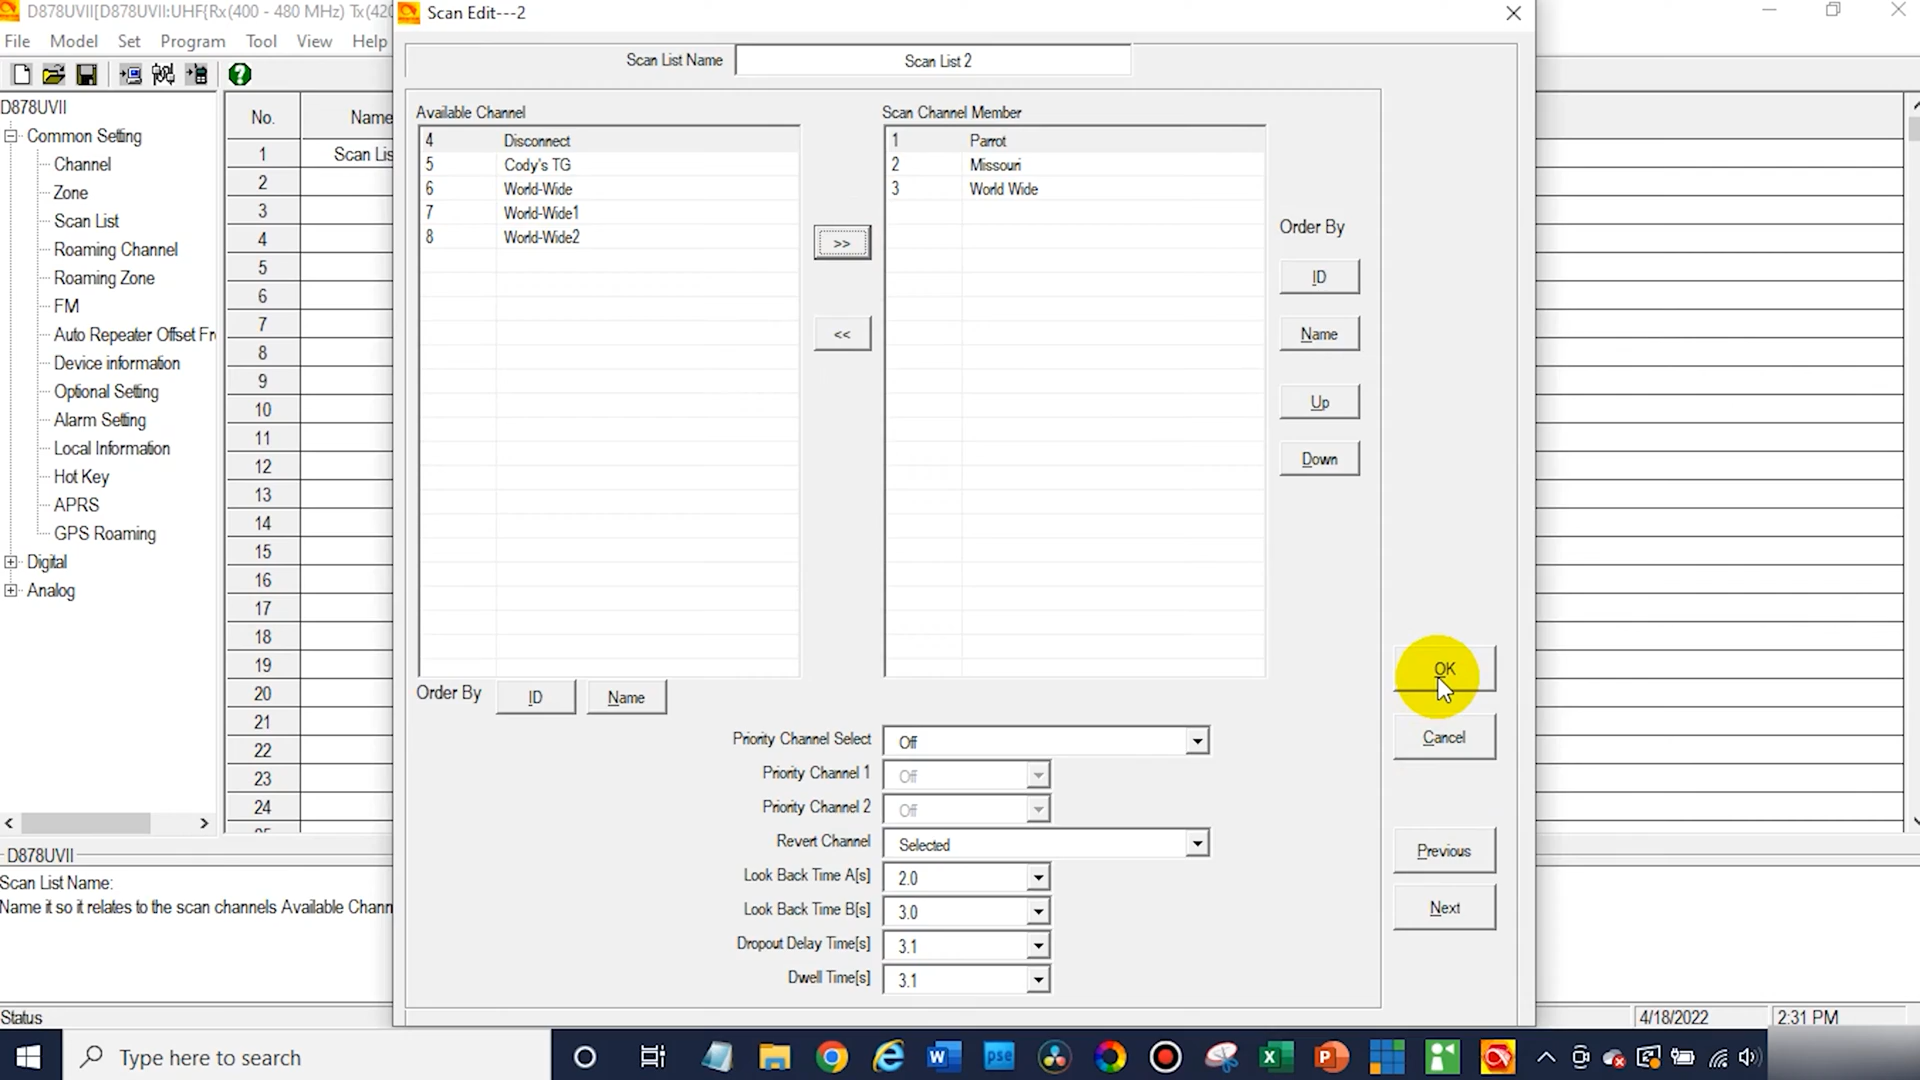 D878UVII[D878UVII:UHF{Rx(400 - 480 MHz) Tx(420
Scan Edit---2
File Model Set Program Tool View Help
Scan List Name Scan List 2
Available Channel
4 Disconnect
5 Cody's TG
6 World-Wide
7 World-Wide1
8 World-Wide2
>>
<<
Scan Channel Member
1 Parrot
2 Missouri
3 World Wide
Order By
ID
Name
Up
Down
Order By ID Name
Priority Channel Select Off
Priority Channel 1 Off
Priority Channel 2 Off
Revert Channel Selected
Look Back Time A[s] 2.0
Look Back Time B[s] 3.0
Dropout Delay Time[s] 3.1
Dwell Time[s] 3.1
OK
Cancel
Previous
Next
D878UVII
Common Setting
Channel
Zone
Scan List
Roaming Channel
Roaming Zone
FM
Auto Repeater Offset Fr
Device information
Optional Setting
Alarm Setting
Local Information
Hot Key
APRS
GPS Roaming
Digital
Analog
No. Name
1 Scan Lis
2
3
4
5
6
7
8
9
10
11
12
13
14
15
16
17
18
19
20
21
22
23
24
D878UVII
Scan List Name:
Name it so it relates to the scan channels Available Chann
Status
4/18/2022 2:31 PM
Type here to search